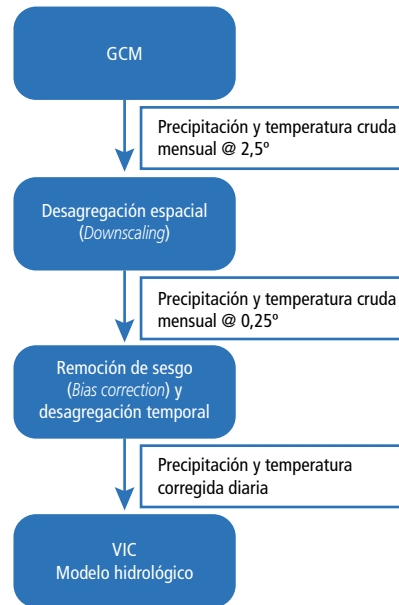 GCM
Precipitación y temperatura cruda
mensual @ 2,5º
Desagregación espacial
(Downscaling)
Precipitación y temperatura cruda
mensual @ 0,25º
Remoción de sesgo
(Bias correction) y
desagregación temporal
Precipitación y temperatura
corregida diaria
VIC
Modelo hidrológico